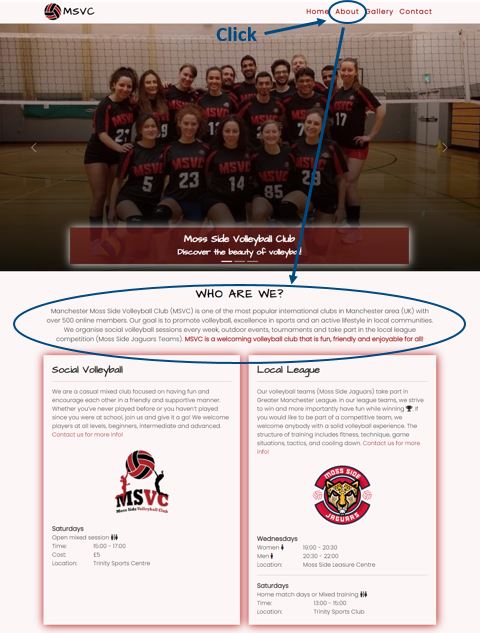 MSVC
Home About Gallery Contact
Click
MSVC MSVC MSVC MSVC
17
5 23 14 85 29
Moss Side Volleyball Club
Discover the beauty of volleyball!
WHO ARE WE?
Manchester Moss Side Volleyball Club (MSVC) is one of the most popular international clubs in Manchester area (UK) with
over 500 online members. Our goal is to promote volleyball, excellence in sports and an active lifestyle in local communities.
We organise social volleyball sessions every week, outdoor events, tournaments and take part in the local league
competition (Moss Side Jaguars Teams). MSVC is a welcoming volleyball club that is fun, friendly and enjoyable for all!
Social Volleyball
We are a casual mixed club focused on having fun and
encourage each other in a friendly and supportive manner.
Whether you've never played before or you haven't played
since you were at school, join us and give it a go! We welcome
players at all levels, beginners, intermediate and advanced.
Contact us for more info!
MSVC
Moss Side Volleyball Club
Saturdays
Open mixed session
Time: 15:00 - 17:00
Cost: £5
Location: Trinity Sports Centre
Local League
Our volleyball teams (Moss Side Jaguars) take part in
Greater Manchester League. In our league teams, we strive
to win and more importantly have fun while winning If
you would like to be part of a competitive team, we
welcome anybody with a solid volleyball experience. The
structure of training includes fitness, technique, game
situations, tactics, and cooling down. Contact us for more
info!
MOSS SIDE
JAGUARS
Wednesdays
Women 19:00 - 20:30
Men 20:30 - 22:00
Location: Moss Side Leasure Centre
Saturdays
Home match days or Mixed training
Time: 13:00 - 15:00
Location: Trinity Sports Club